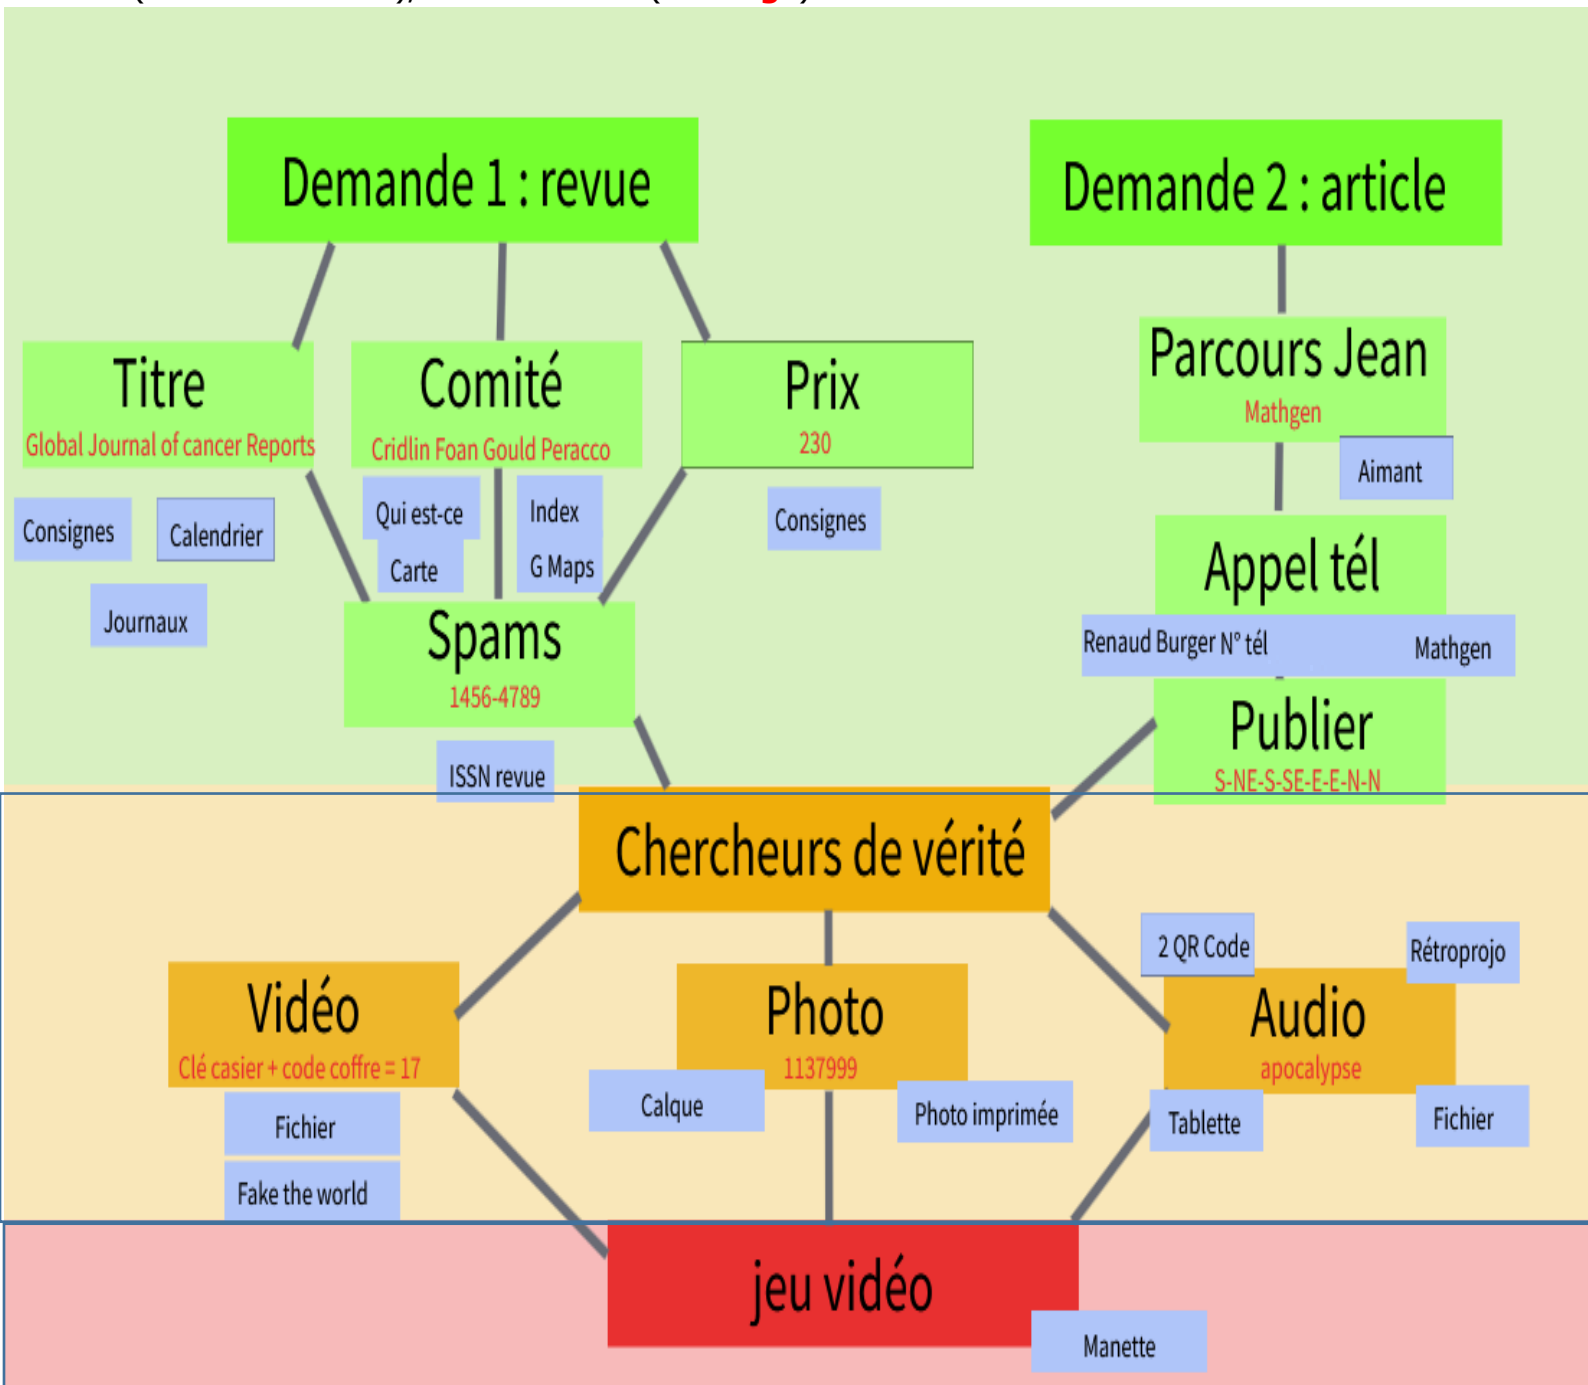 Demande 1 : revue
Demande 2 : article
Titre
Global Journal of cancer Reports
Comité
Cridlin Foan Gould Peracco
Prix
230
Parcours Jean
Mathgen
Aimant
Consignes
Calendrier
Journaux
Qui est-ce
Carte
Index
G Maps
Consignes
Appel tél
Renaud Burger N° tél
Mathgen
Spams
1456-4789
ISSN revue
Publier
S-NE-S-SE-E-E-N-N
Chercheurs de vérité
Vidéo
Clé casier + code coffre = 17
Fichier
Fake the world
Photo
1137999
Calque
Photo imprimée
2 QR Code
Rétroprojo
Audio
apocalypse
Tablette
Fichier
jeu vidéo
Manette